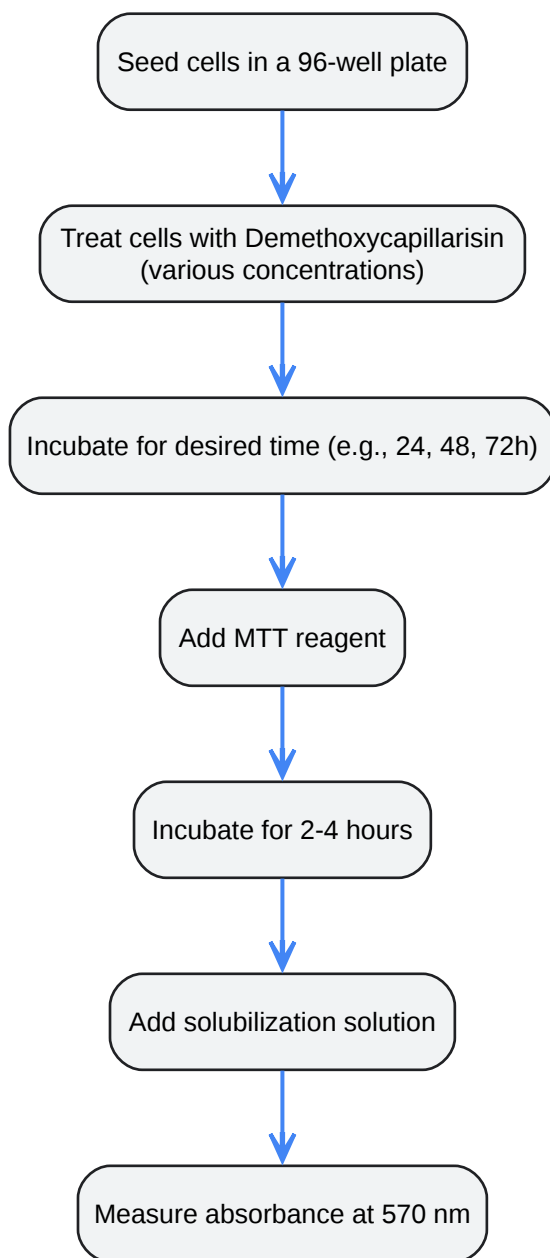 Seed cells in a 96-well plate
Treat cells with Demethoxycapillarisin
(various concentrations)
Incubate for desired time (e.g., 24, 48, 72h)
Add MTT reagent
Incubate for 2-4 hours
Add solubilization solution
Measure absorbance at 570 nm